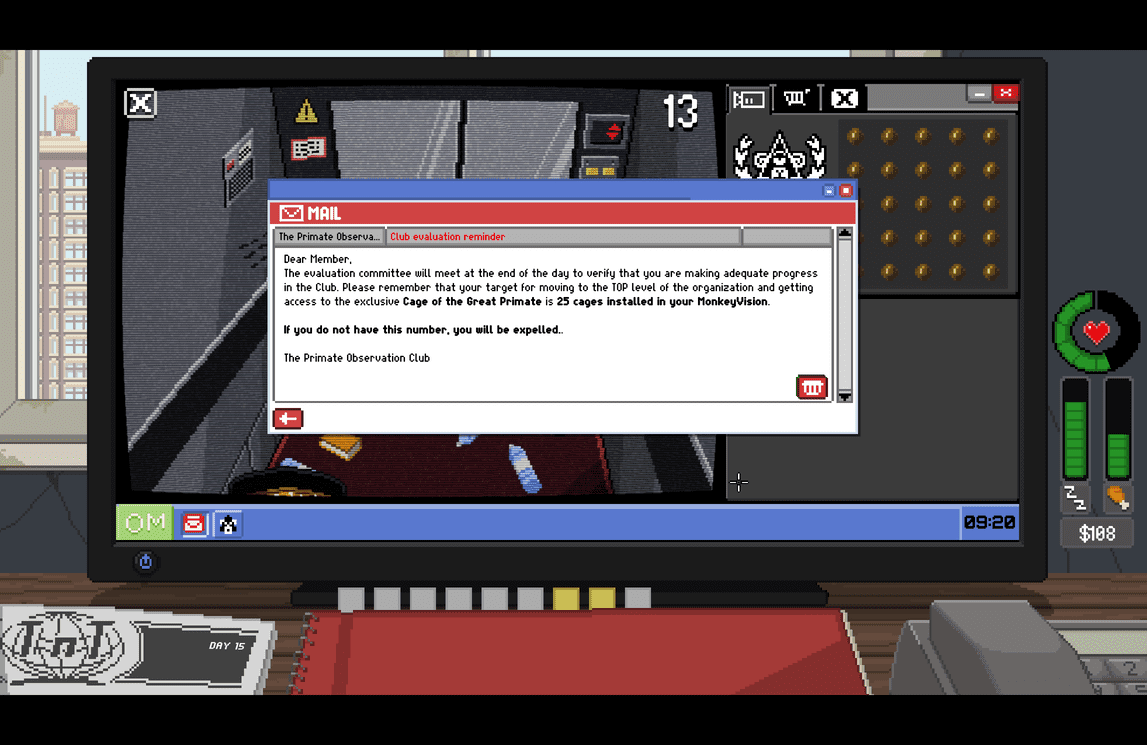 13
MAIL
The Primate Observa...
Club evaluation reminder
Dear Member,
The evaluation committee will meet at the end of the day to verify that you are making adequate progress
in the Club. Please remember that your target for moving to the TOP level of the organization and getting
access to the exclusive Cage of the Great Primate is 25 cages installed in your MonkeyVision.
If you do not have this number, you will be expelled..
The Primate Observation Club
OM
09:20
zzz
$108
TnT
DAY 15
2